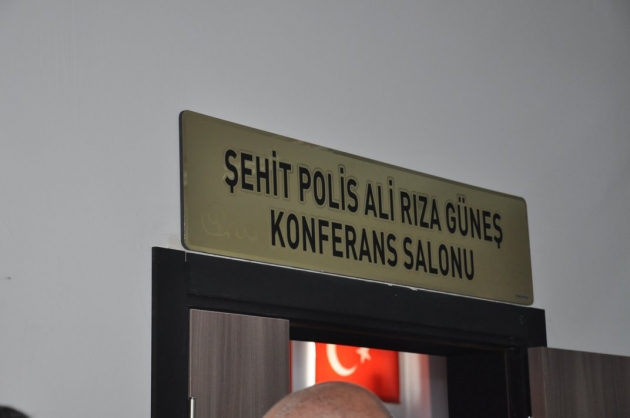 ŞEHİT POLİS ALİ RIZA GÜNEŞ
KONFERANS SALONU